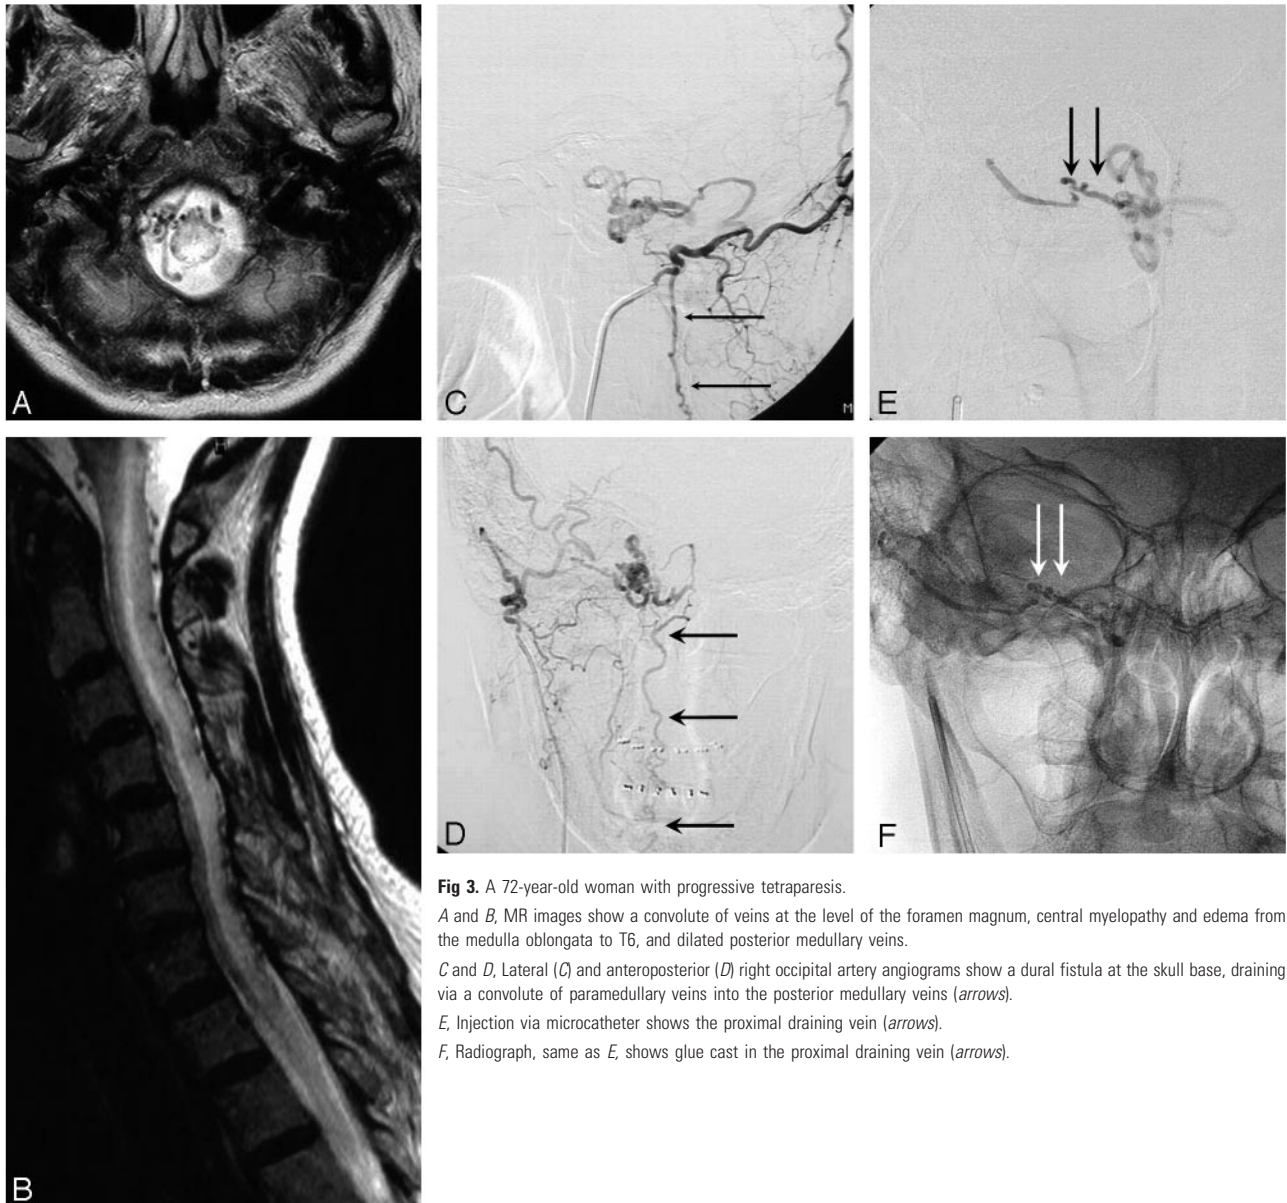 A
B
C
M
D
E
F
Fig 3. A 72-year-old woman with progressive tetraparesis.
A and B, MR images show a convolute of veins at the level of the foramen magnum, central myelopathy and edema from
the medulla oblongata to T6, and dilated posterior medullary veins.
C and D, Lateral (C) and anteroposterior (D) right occipital artery angiograms show a dural fistula at the skull base, draining
via a convolute of paramedullary veins into the posterior medullary veins (arrows).
E, Injection via microcatheter shows the proximal draining vein (arrows).
F, Radiograph, same as E, shows glue cast in the proximal draining vein (arrows).